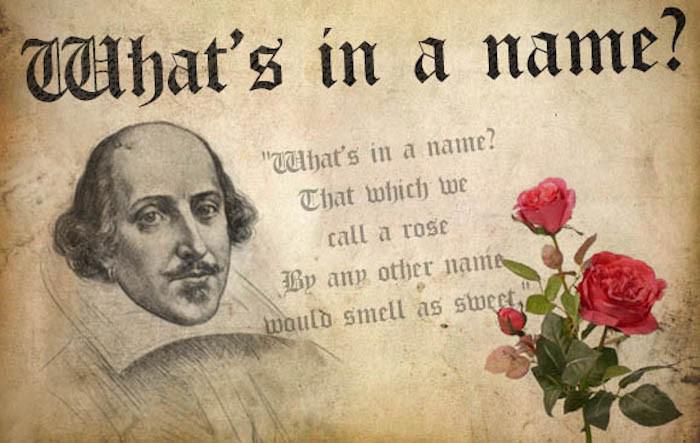 What's in a name?
"What's in a name?
That which we
call a rose
By any other name
would smell as sweet,"